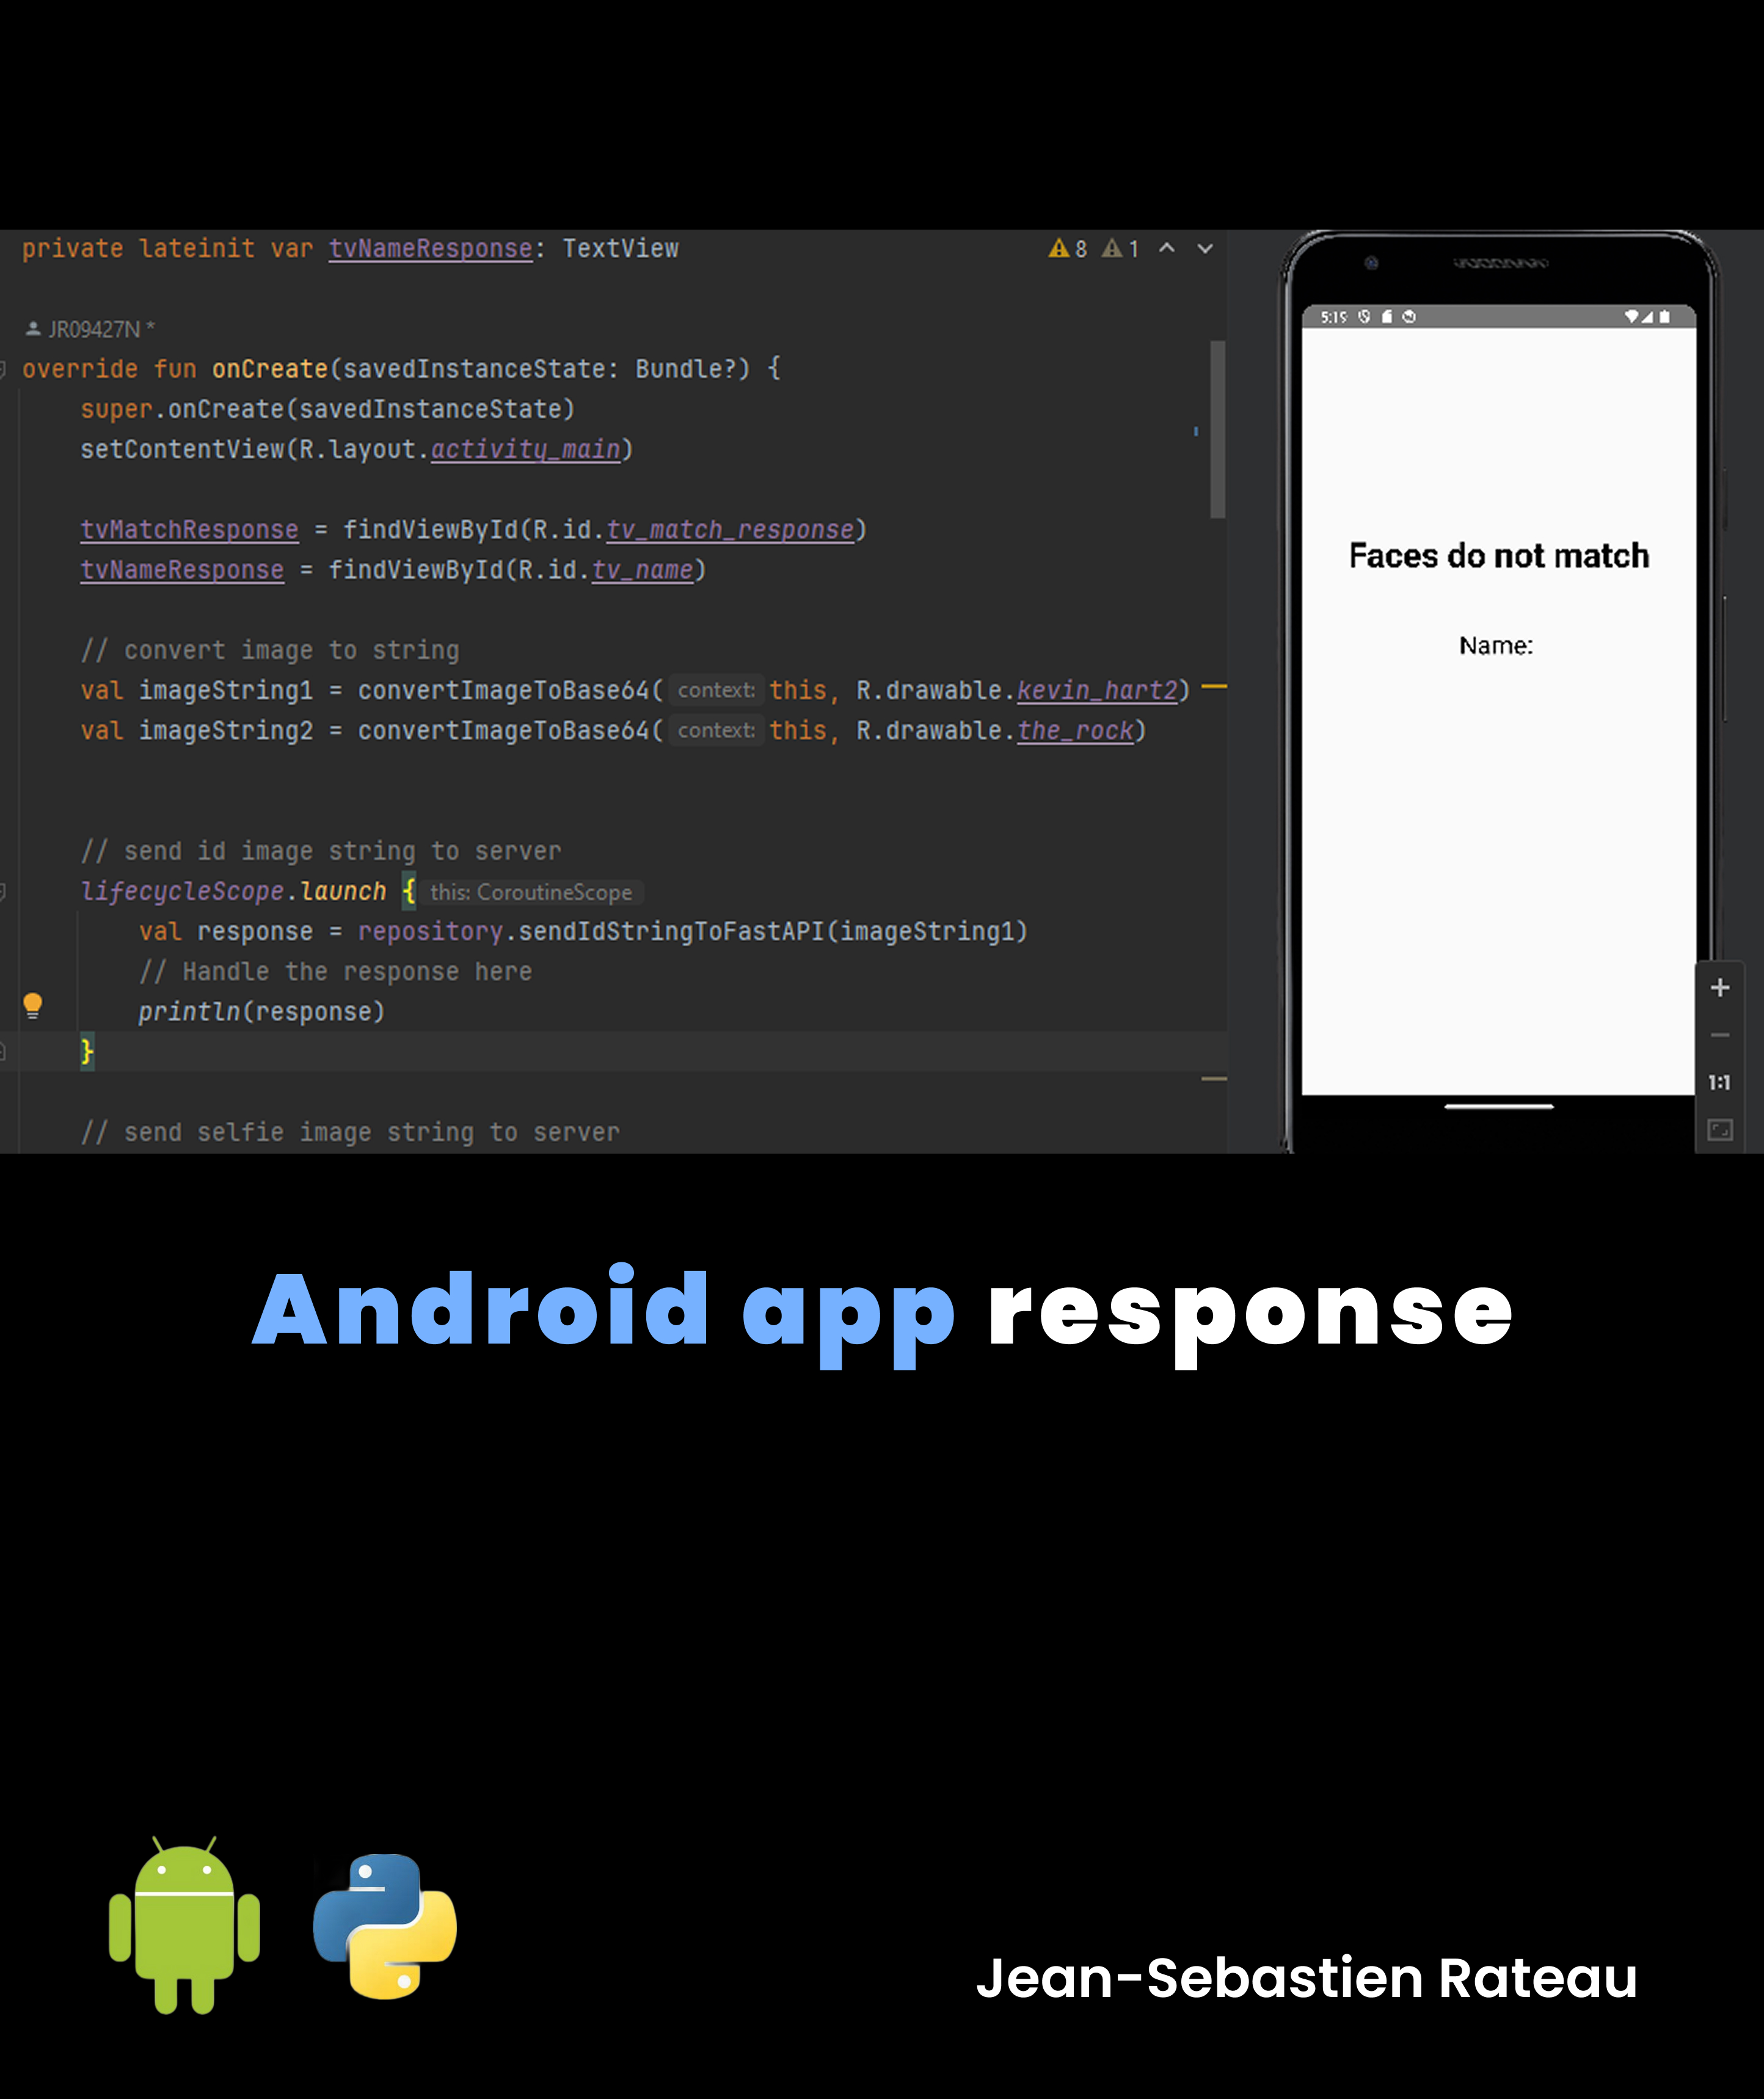 private lateinit var tvNameResponse: TextView
8 1
JR09427N *
override fun onCreate(savedInstanceState: Bundle?) {
super.onCreate(savedInstanceState)
setContentView(R.layout.activity_main)
tvMatchResponse = findViewById(R.id.tv_match_response)
tvNameResponse = findViewById(R.id.tv_name)
// convert image to string
val imageString1 = convertImageToBase64( context: this, R.drawable.kevin_hart2)
val imageString2 = convertImageToBase64( context: this, R.drawable.the_rock)
// send id image string to server
lifecycleScope.launch { this: CoroutineScope
val response = repository.sendIdStringToFastAPI(imageString1)
// Handle the response here
println(response)
}
// send selfie image string to server
5:19
Faces do not match
Name:
1:1
Android app response
Jean-Sebastien Rateau